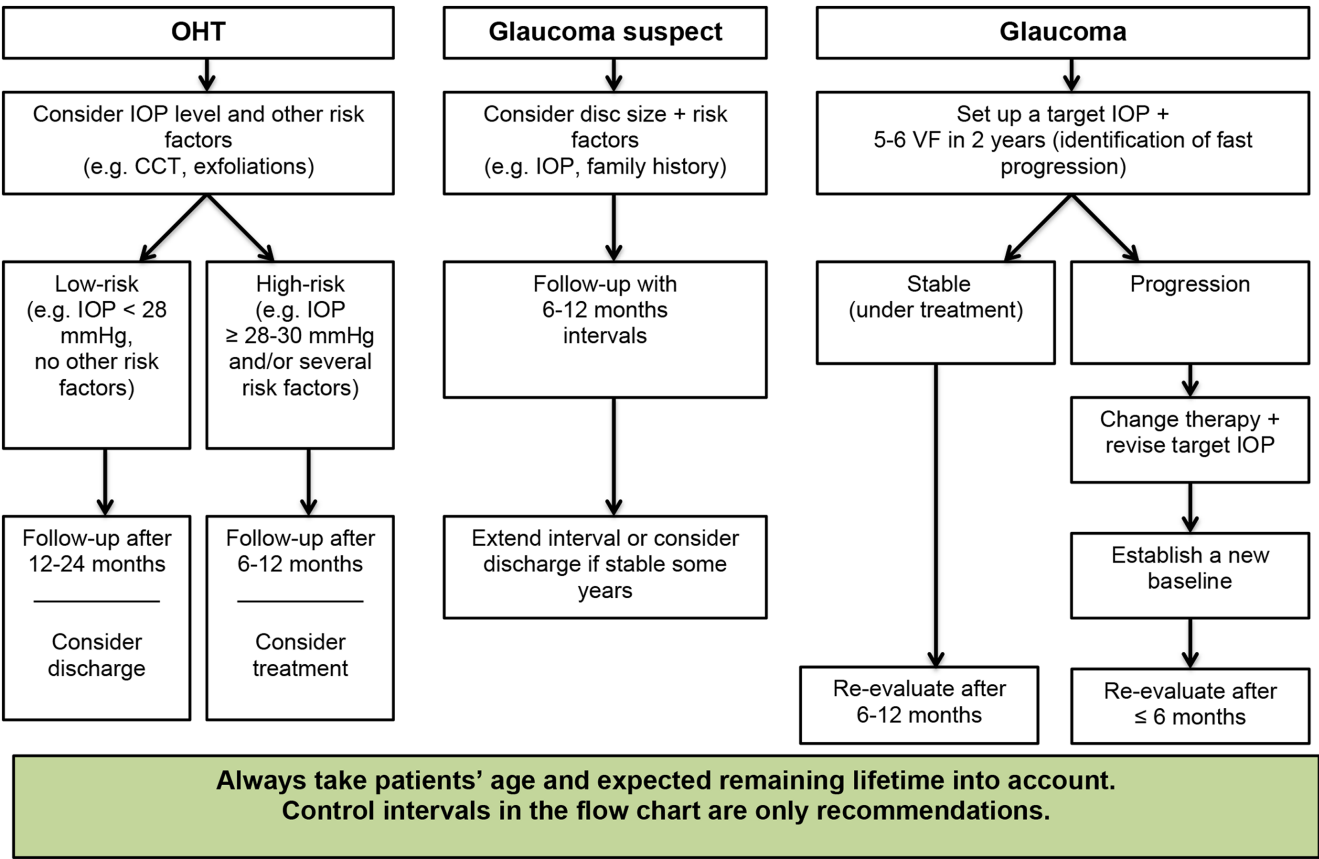 OHT
Consider IOP level and other risk
factors
(e.g. CCT, exfoliations)
Low-risk
(e.g. IOP < 28
mmHg,
no other risk
factors)
High-risk
(e.g. IOP
≥ 28-30 mmHg
and/or several
risk factors)
Follow-up after
12-24 months
Consider
discharge
Follow-up after
6-12 months
Consider
treatment
Glaucoma suspect
Consider disc size + risk
factors
(e.g. IOP, family history)
Follow-up with
6-12 months
intervals
Extend interval or consider
discharge if stable some
years
Glaucoma
Set up a target IOP +
5-6 VF in 2 years (identification of fast
progression)
Stable
(under treatment)
Re-evaluate after
6-12 months
Progression
Change therapy +
revise target IOP
Establish a new
baseline
Re-evaluate after
≤ 6 months
Always take patients’ age and expected remaining lifetime into account.
Control intervals in the flow chart are only recommendations.